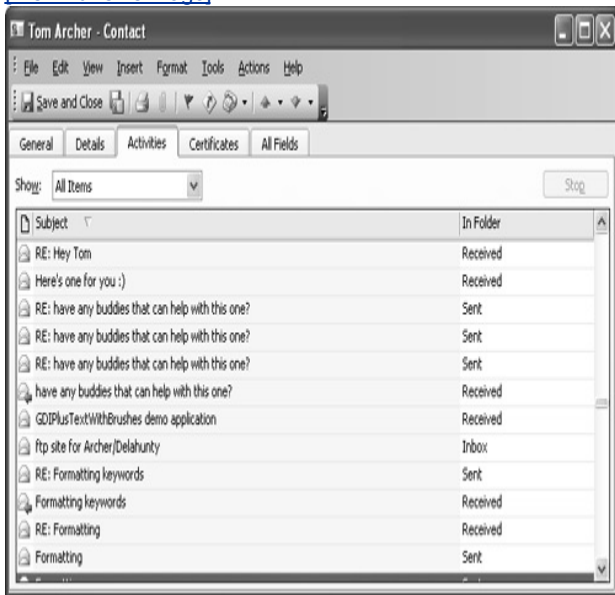 Tom Archer - Contact
File Edit View Insert Format Tools Actions Help
Save and Close
General Details Activities Certificates All Fields
Show: All Items Stop
Subject In Folder
RE: Hey Tom Received
Here's one for you :) Received
RE: have any buddies that can help with this one? Sent
RE: have any buddies that can help with this one? Sent
RE: have any buddies that can help with this one? Sent
have any buddies that can help with this one? Received
GDIPlusTextWithBrushes demo application Received
ftp site for Archer/Delahunty Inbox
RE: Formatting keywords Sent
Formatting keywords Received
RE: Formatting Received
Formatting Sent